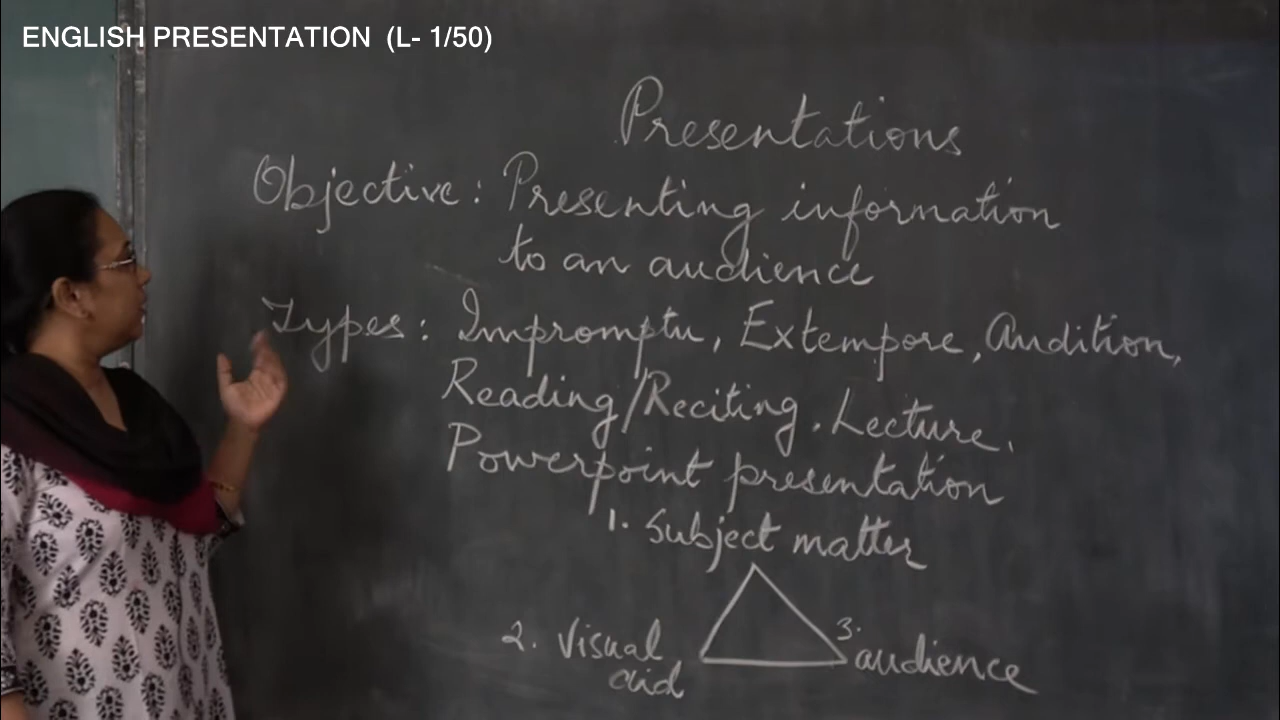 ENGLISH PRESENTATION (L- 1/50)
Presentations
Objective: Presenting information
to an audience
Types: Impromptu, Extempore, Audition,
Reading/Reciting, Lecture,
Powerpoint presentation
1. Subject matter
2. Visual aid
3. audience